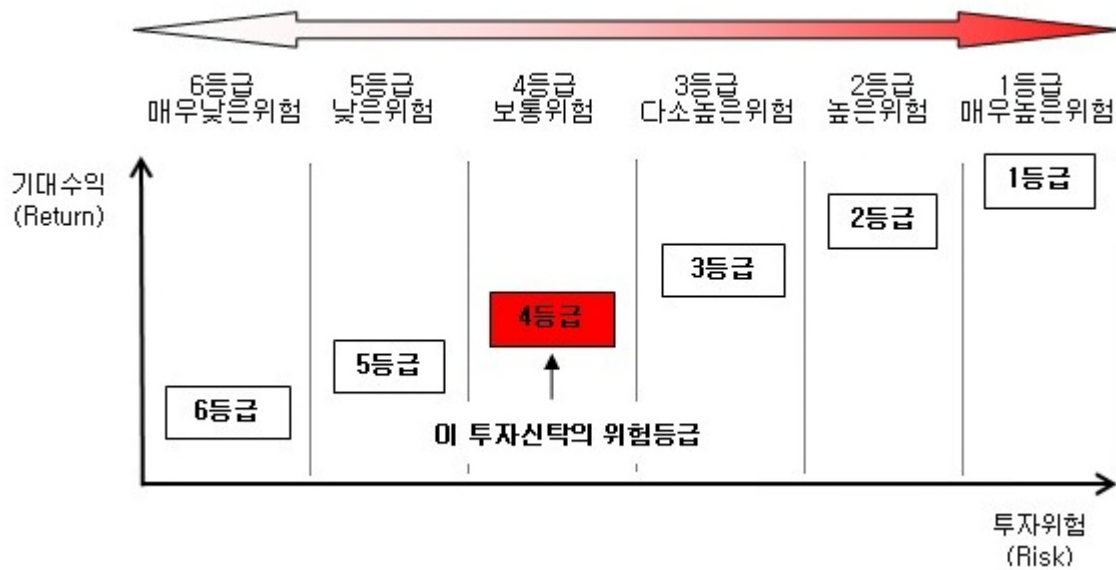 6등급
매우낮은위험
5등급
낮은위험
4등급
보통위험
3등급
다소높은위험
2등급
높은위험
1등급
매우높은위험
기대수익
(Return)
1등급
2등급
3등급
4등급
5등급
6등급
이 투자신탁의 위험등급
투자위험
(Risk)